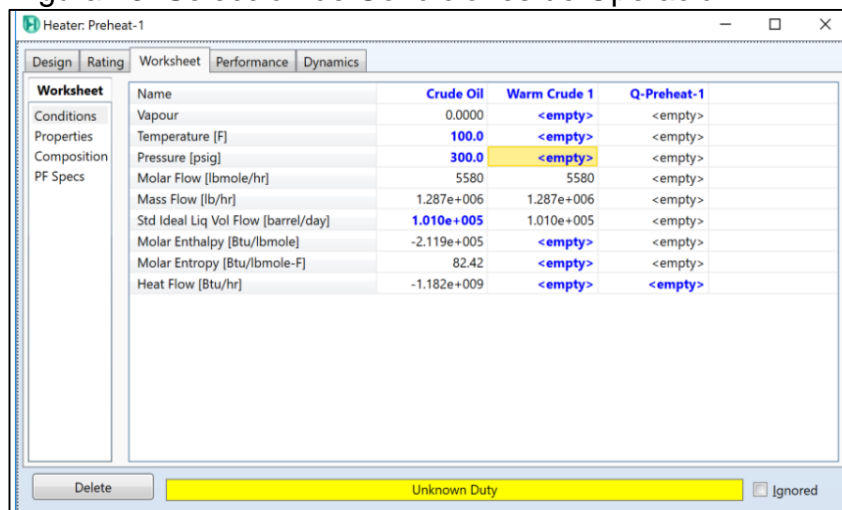 Heater: Preheat-1
Design Rating Worksheet Performance Dynamics
Worksheet
Conditions
Properties
Composition
PF Specs
Name Crude Oil Warm Crude 1 Q-Preheat-1
Vapour 0.0000 <empty> <empty>
Temperature [F] 100.0 <empty> <empty>
Pressure [psig] 300.0 <empty> <empty>
Molar Flow [lbmole/hr] 5580 5580 <empty>
Mass Flow [lb/hr] 1.287e+006 1.287e+006 <empty>
Std Ideal Liq Vol Flow [barrel/day] 1.010e+005 1.010e+005 <empty>
Molar Enthalpy [Btu/lbmole] -2.119e+005 <empty> <empty>
Molar Entropy [Btu/lbmole-F] 82.42 <empty> <empty>
Heat Flow [Btu/hr] -1.182e+009 <empty> <empty>
Delete Unknown Duty Ignored